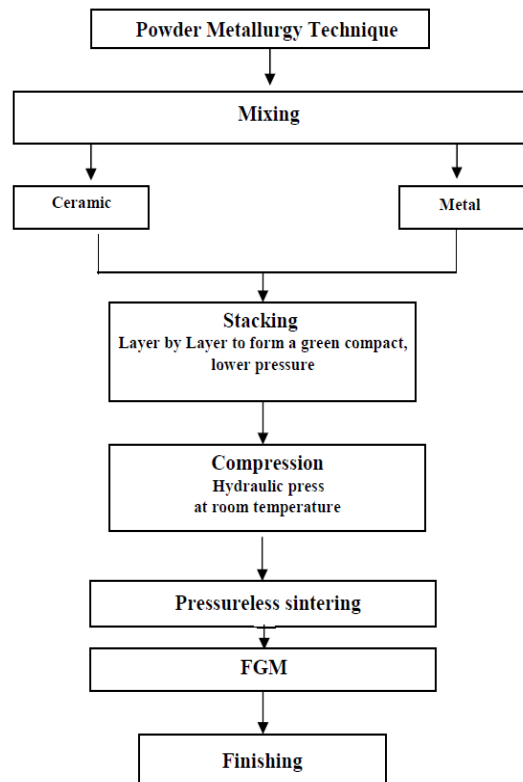 Powder Metallurgy Technique
Mixing
Ceramic
Metal
Stacking
Layer by Layer to form a green compact,
lower pressure
Compression
Hydraulic press
at room temperature
Pressureless sintering
FGM
Finishing